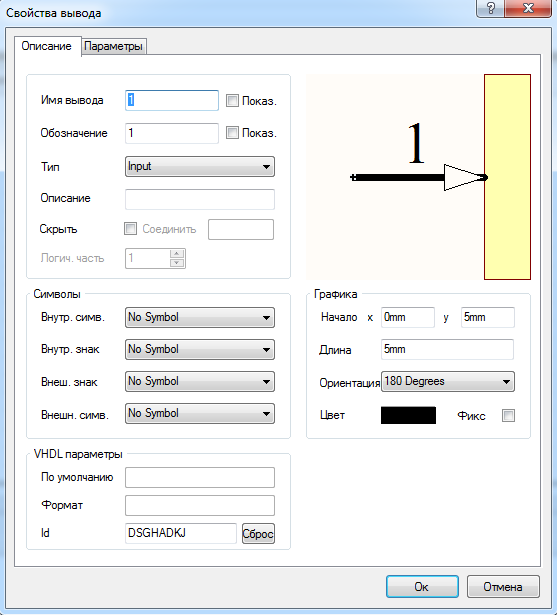 Свойства вывода
?
Описание
Параметры
Имя вывода 1 Показ.
Обозначение 1 Показ.
Тип Input
Описание
Скрыть Соединить
Логич. часть 1
1
Символы
Внутр. симв. No Symbol
Внутр. знак No Symbol
Внеш. знак No Symbol
Внешн. симв. No Symbol
Графика
Начало x 0mm y 5mm
Длина 5mm
Ориентация 180 Degrees
Цвет Фикс
VHDL параметры
По умолчанию
Формат
Id DSGHADKJ Сброс
Ок
Отмена